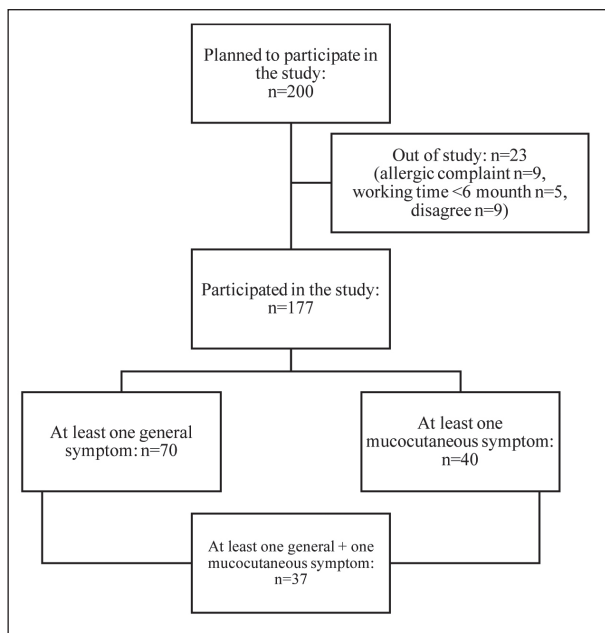 Planned to participate in
the study:
n=200
Out of study: n=23
(allergic complaint n=9,
working time <6 mounth n=5,
disagree n=9)
Participated in the study:
n=177
At least one general
symptom: n=70
At least one
mucocutaneous symptom:
n=40
At least one general + one
mucocutaneous symptom:
n=37